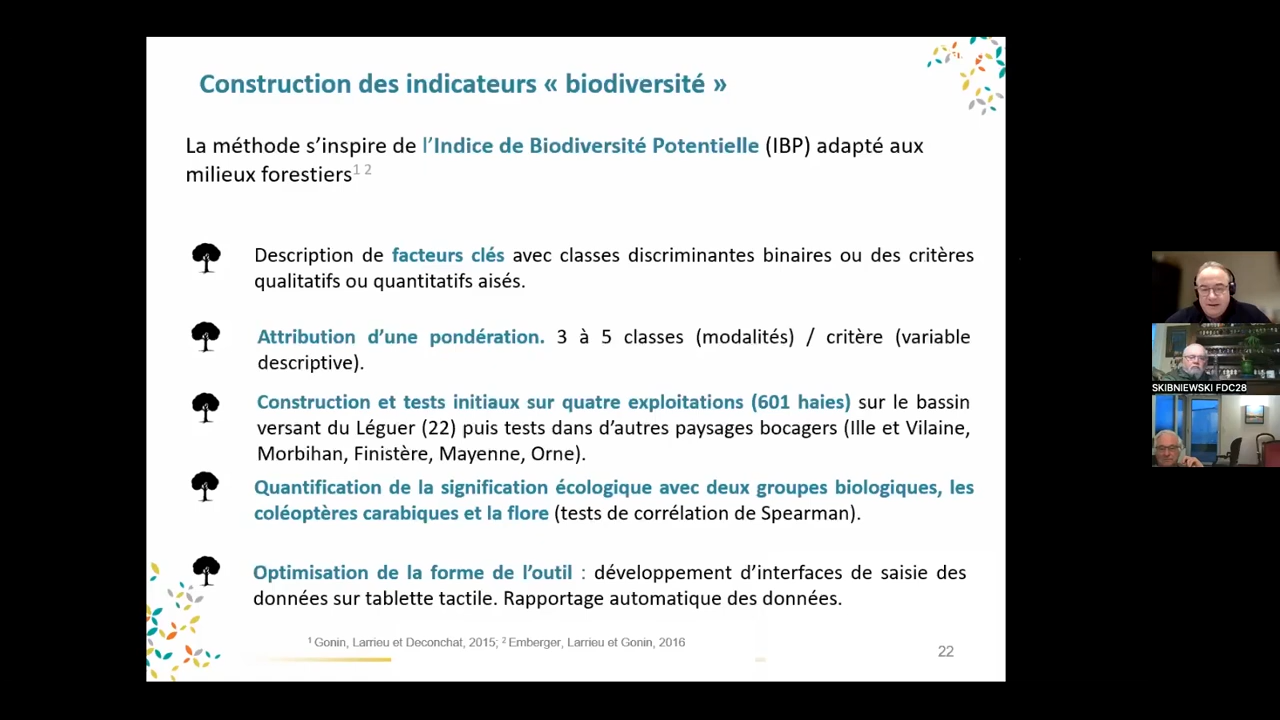 Construction des indicateurs « biodiversité »
La méthode s’inspire de l’Indice de Biodiversité Potentielle (IBP) adapté aux
milieux forestiers1 2
Description de facteurs clés avec classes discriminantes binaires ou des critères
qualitatifs ou quantitatifs aisés.
Attribution d’une pondération. 3 à 5 classes (modalités) / critère (variable
descriptive).
Construction et tests initiaux sur quatre exploitations (601 haies) sur le bassin
versant du Léguer (22) puis tests dans d’autres paysages bocagers (Ille et Vilaine,
Morbihan, Finistère, Mayenne, Orne).
Quantification de la signification écologique avec deux groupes biologiques, les
coléoptères carabiques et la flore (tests de corrélation de Spearman).
Optimisation de la forme de l’outil : développement d’interfaces de saisie des
données sur tablette tactile. Rapportage automatique des données.
1 Gonin, Larrieu et Deconchat, 2015; 2 Emberger, Larrieu et Gonin, 2016
22
SKIBNIEWSKI FDC28